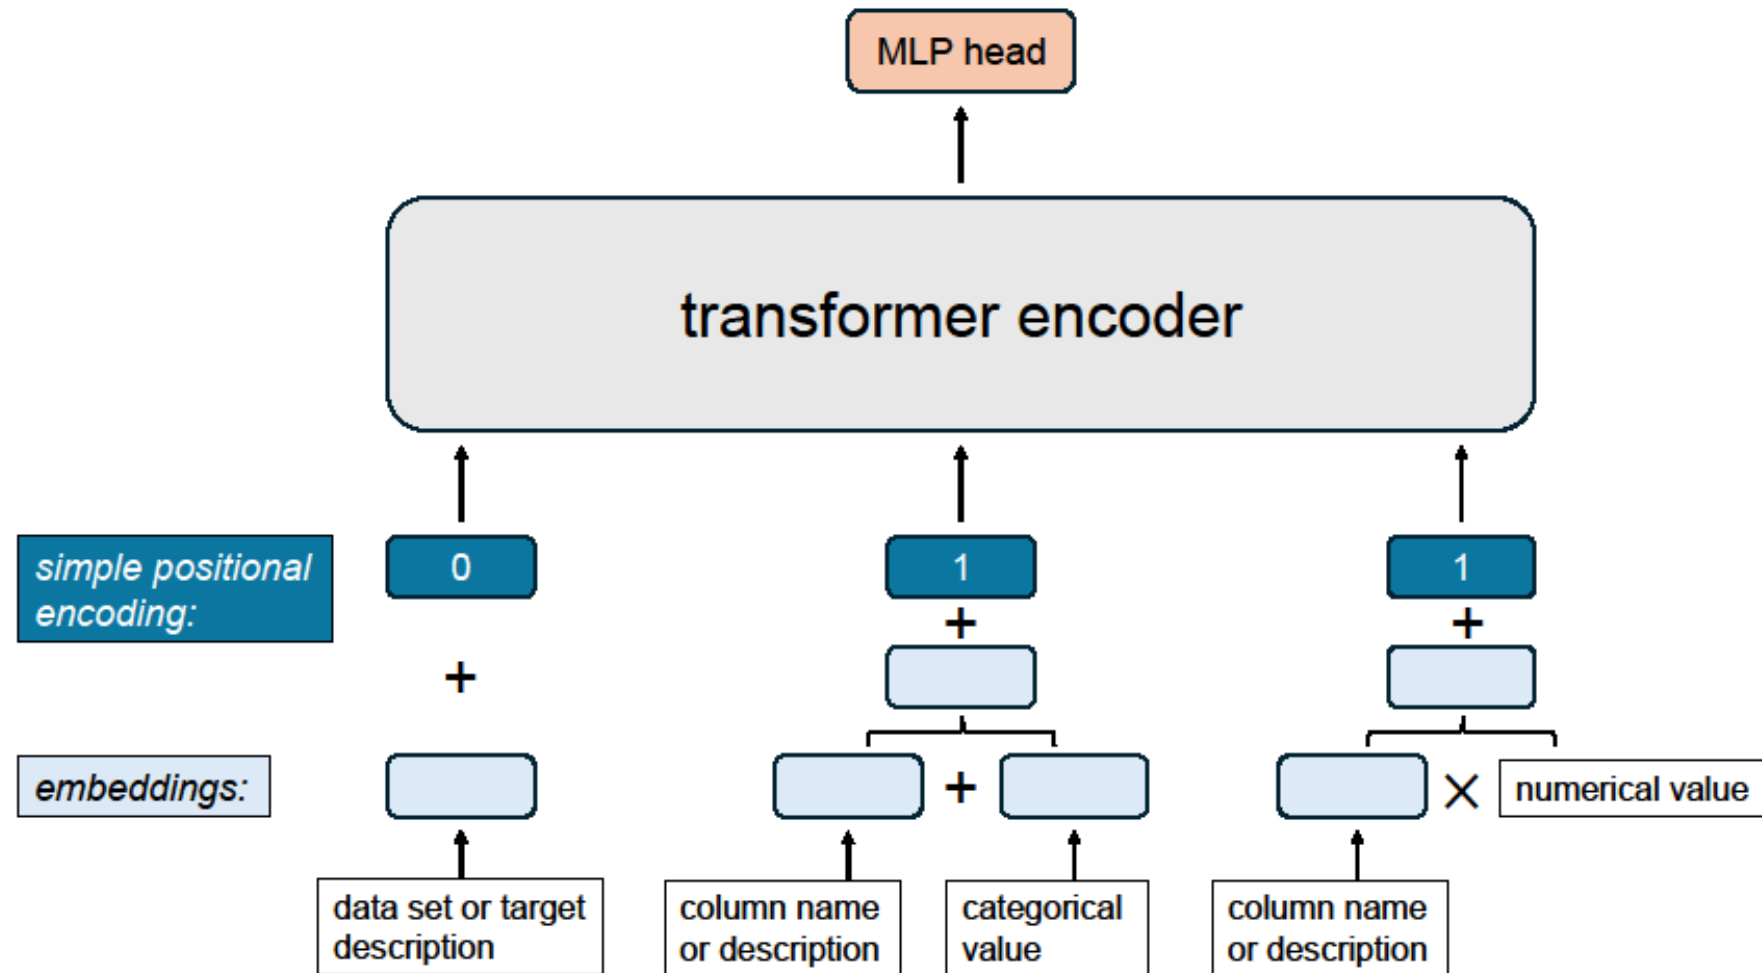 MLP head
transformer encoder
simple positional
encoding:
0
1
1
+
+
+
embeddings:
+
×
numerical value
data set or target
description
column name
or description
categorical
value
column name
or description